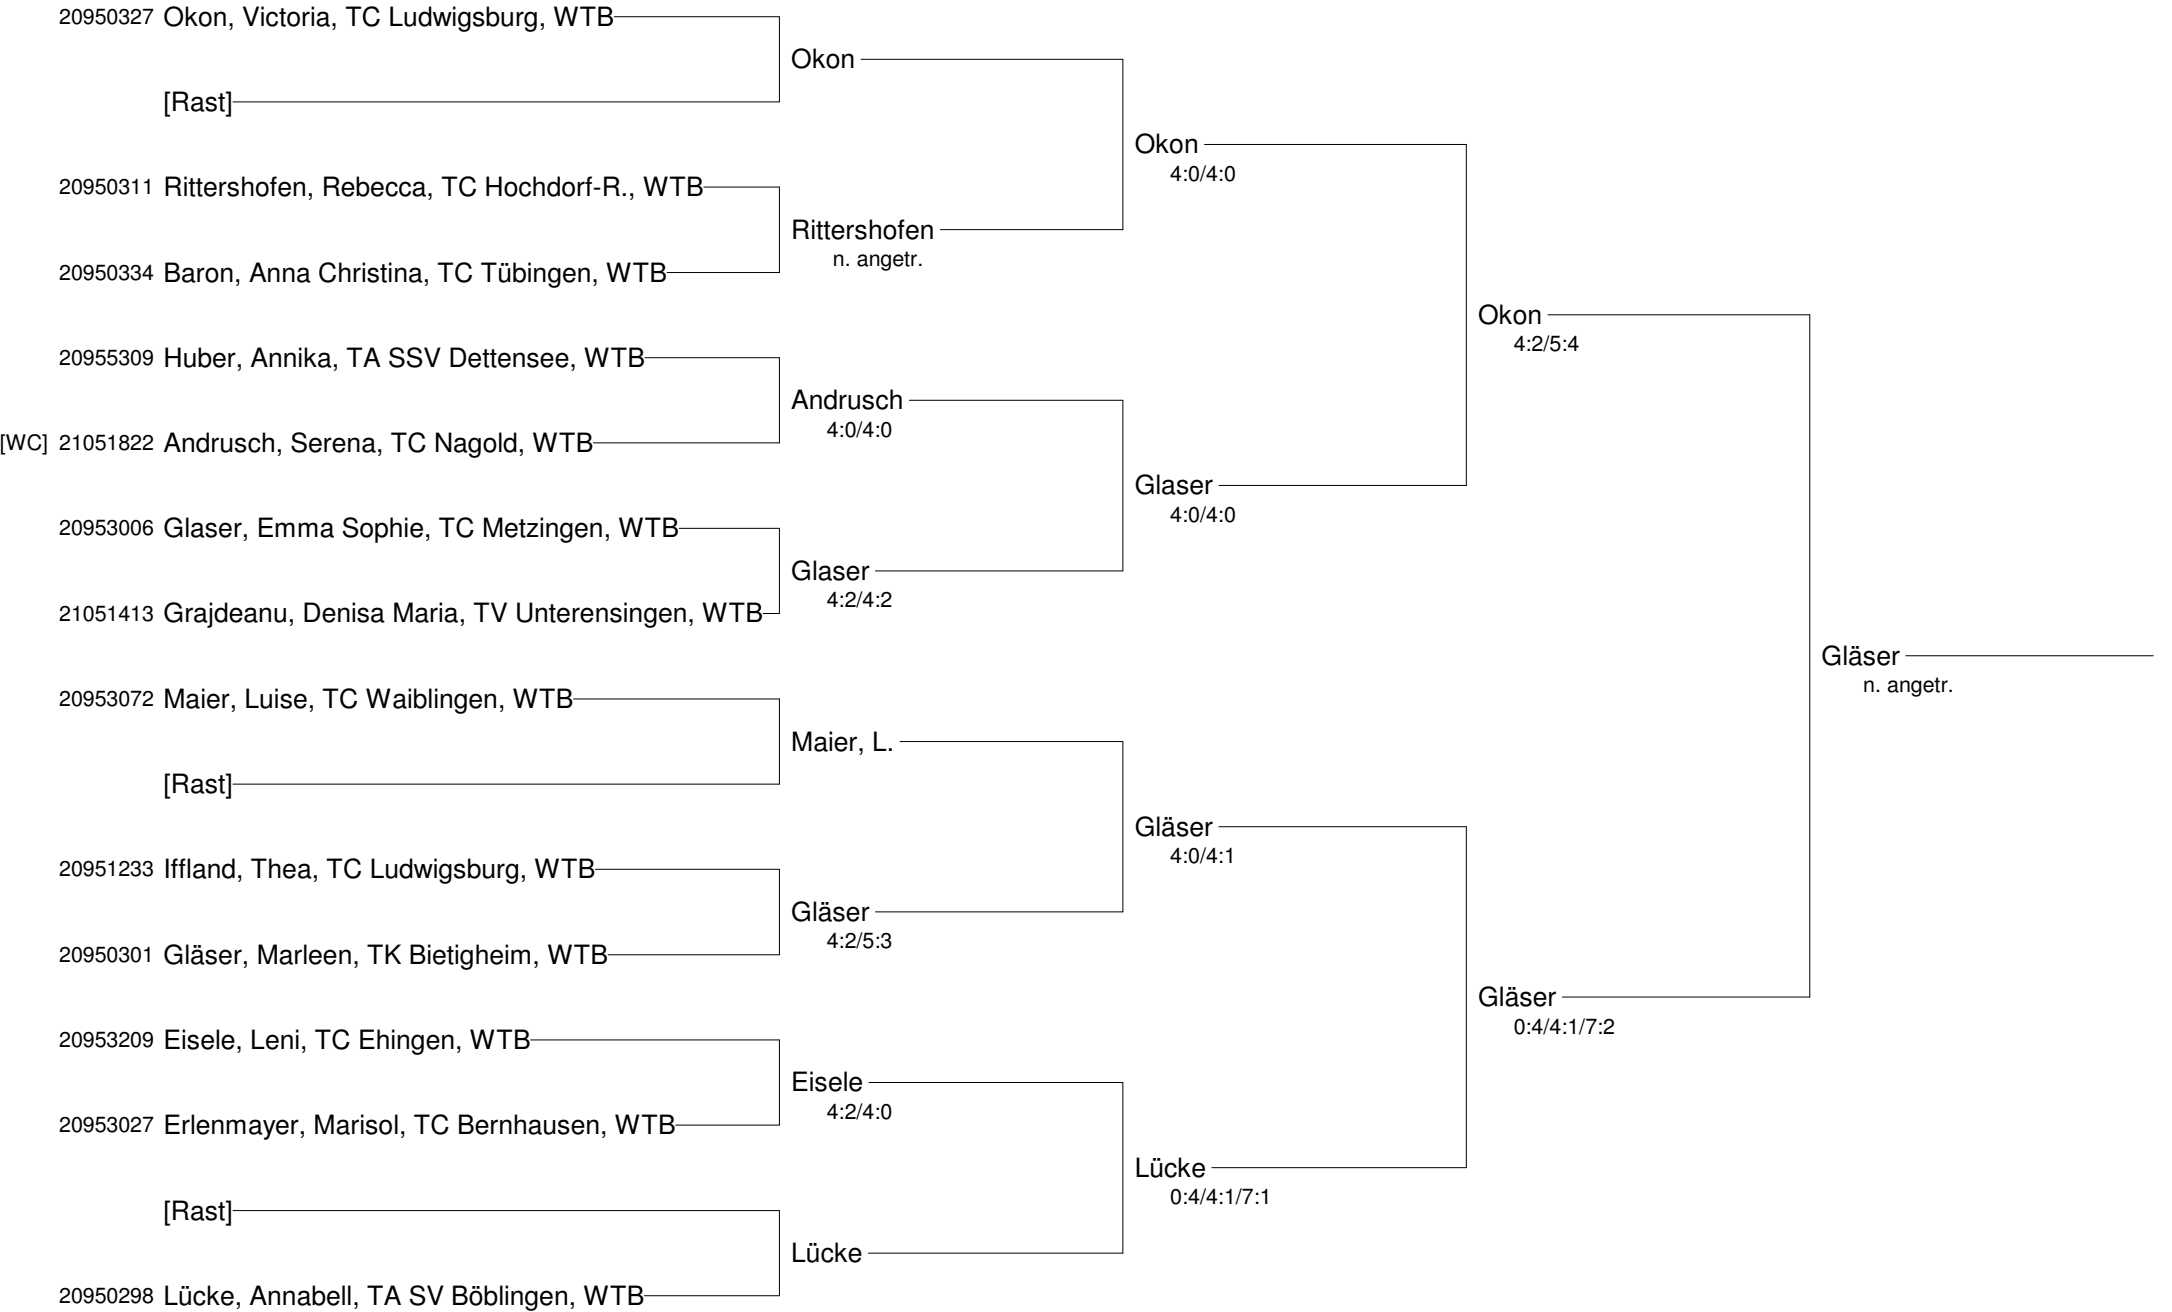 20950327 Okon, Victoria, TC Ludwigsburg, WTB
Okon
[Rast]
Okon
4:0/4:0
20950311 Rittershofen, Rebecca, TC Hochdorf-R., WTB
Rittershofen
n. angetr.
20950334 Baron, Anna Christina, TC Tübingen, WTB
Okon
4:2/5:4
20955309 Huber, Annika, TA SSV Dettensee, WTB
Andrusch
4:0/4:0
[WC] 21051822 Andrusch, Serena, TC Nagold, WTB
Glaser
4:0/4:0
20953006 Glaser, Emma Sophie, TC Metzingen, WTB
Glaser
4:2/4:2
21051413 Grajdeanu, Denisa Maria, TV Unterensingen, WTB
Gläser
n. angetr.
20953072 Maier, Luise, TC Waiblingen, WTB
Maier, L.
[Rast]
Gläser
4:0/4:1
20951233 Iffland, Thea, TC Ludwigsburg, WTB
Gläser
4:2/5:3
20950301 Gläser, Marleen, TK Bietigheim, WTB
Gläser
0:4/4:1/7:2
20953209 Eisele, Leni, TC Ehingen, WTB
Eisele
4:2/4:0
20953027 Erlenmayer, Marisol, TC Bernhausen, WTB
Lücke
0:4/4:1/7:1
[Rast]
Lücke
20950298 Lücke, Annabell, TA SV Böblingen, WTB